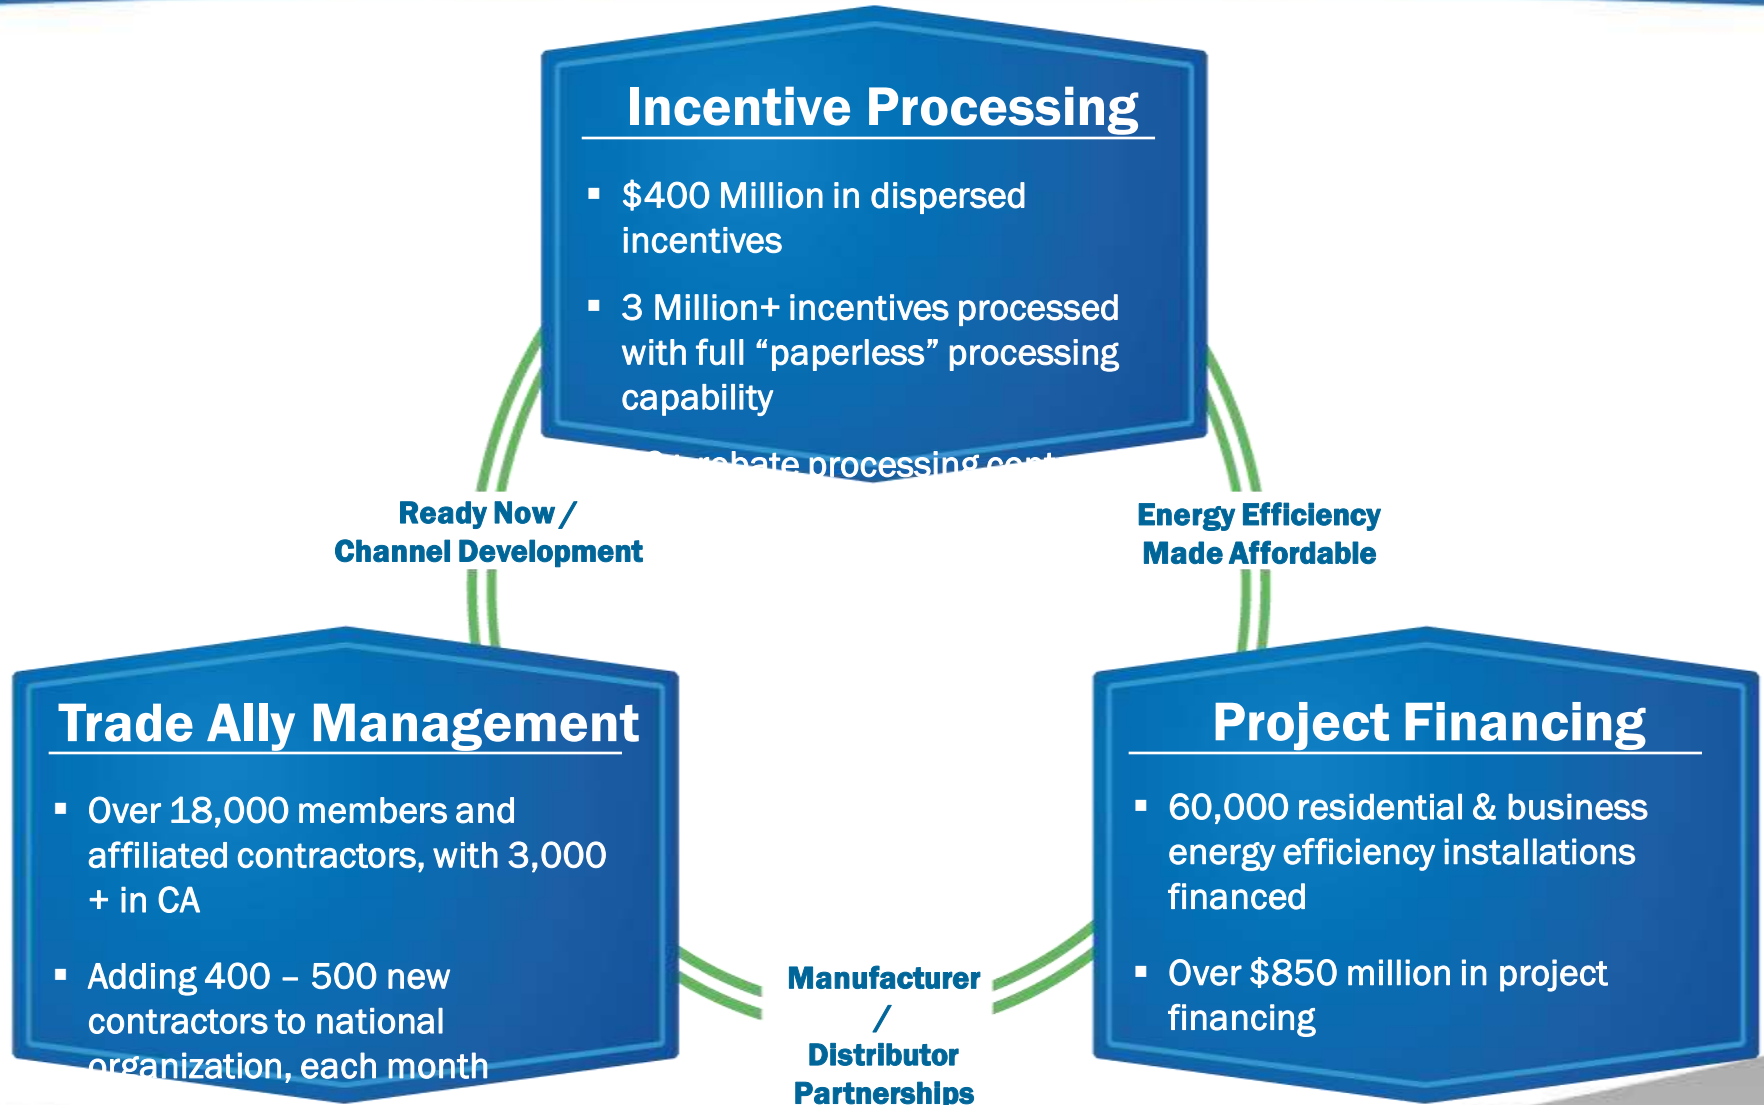 Incentive Processing
▪ $400 Million in dispersed
incentives
▪ 3 Million+ incentives processed
with full “paperless” processing
capability
rebate processing
Ready Now /
Channel Development
Energy Efficiency
Made Affordable
Trade Ally Management
▪ Over 18,000 members and
affiliated contractors, with 3,000
+ in CA
▪ Adding 400 – 500 new
contractors to national
organization, each month
Project Financing
▪ 60,000 residential & business
energy efficiency installations
financed
▪ Over $850 million in project
financing
Manufacturer
/
Distributor
Partnerships